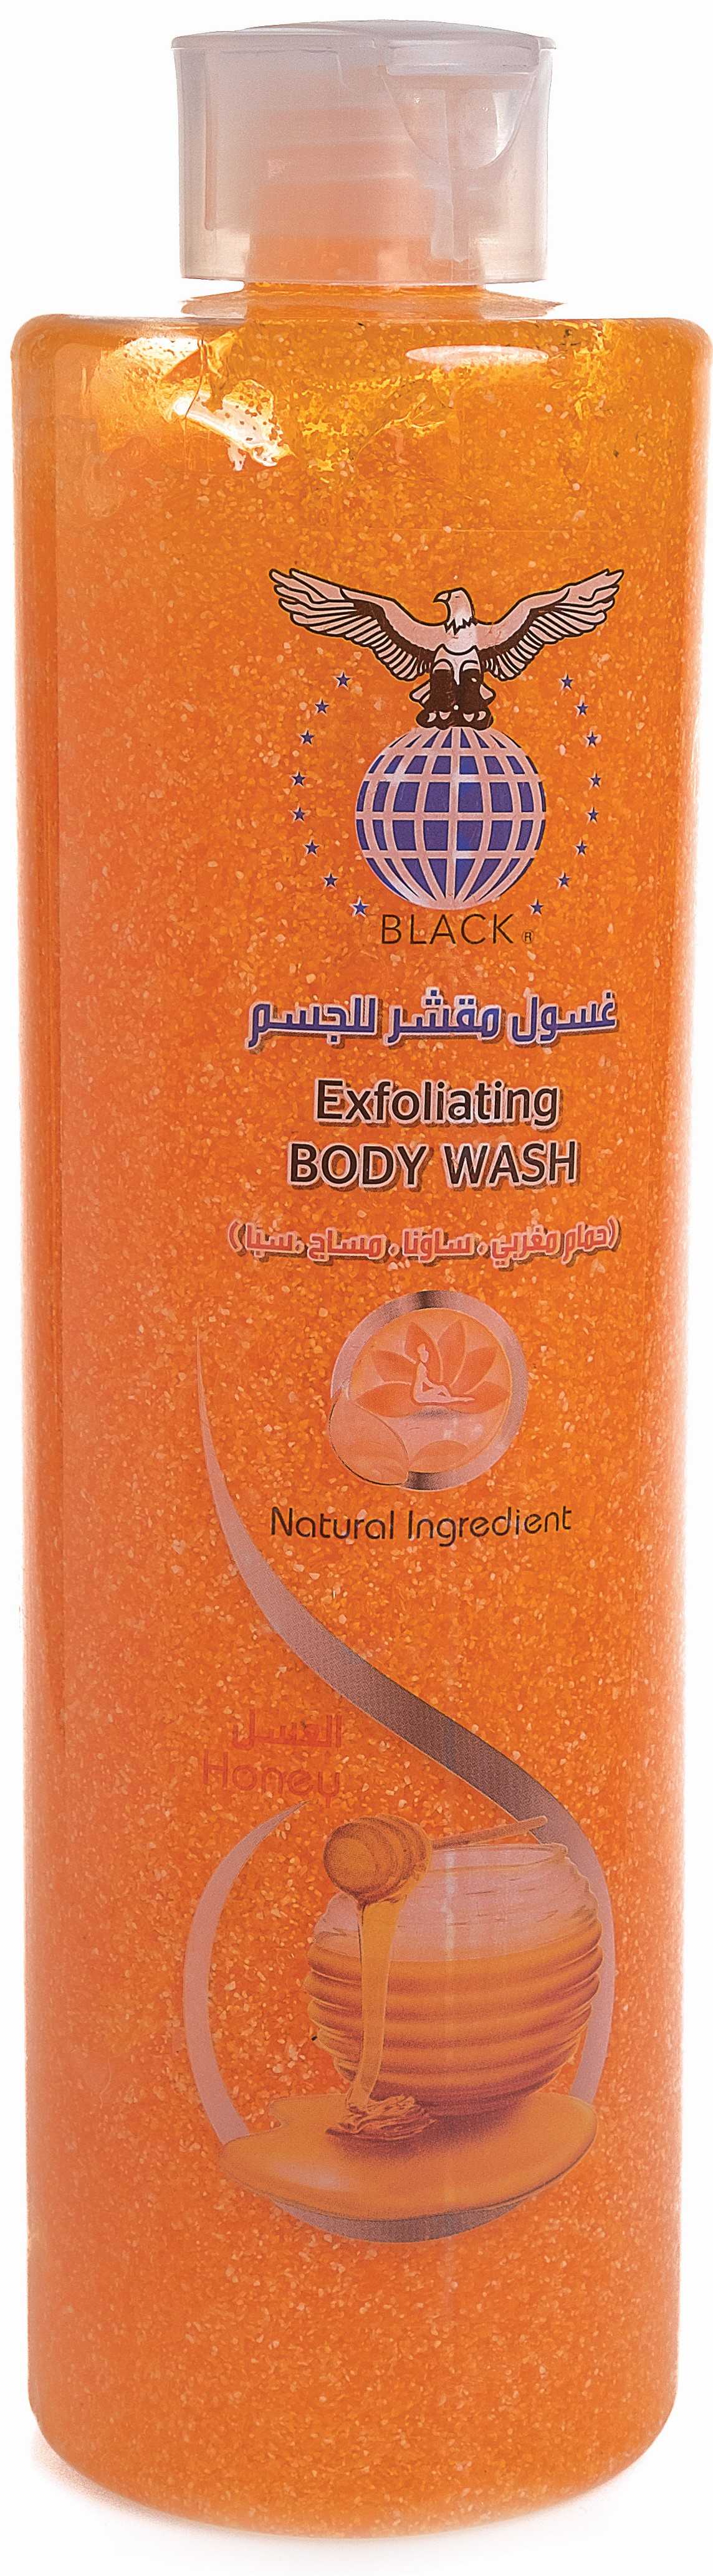 BLACK ®
غسول مقشر للجسم
Exfoliating
BODY WASH
(حمام مغربي . ساونا . مساج . سبا)
Natural Ingredient
العسل
Honey